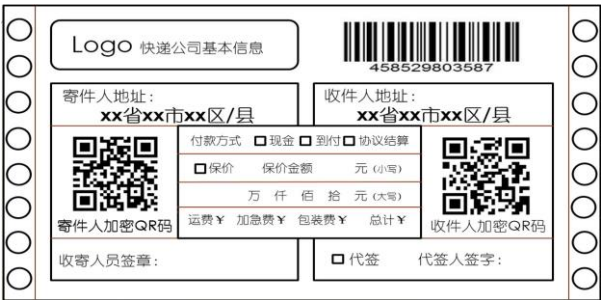 Logo 快递公司基本信息
458529803587
寄件人地址：
xx省xx市xx区/县
收件人地址：
xx省xx市xx区/县
付款方式 现金 到付 协议结算
保价 保价金额 元（小写）
万 仟 佰 拾 元（大写）
运费￥ 加急费￥ 包装费￥ 总计￥
寄件人加密QR码
收件人加密QR码
收寄人员签章：
代签 代签人签字：